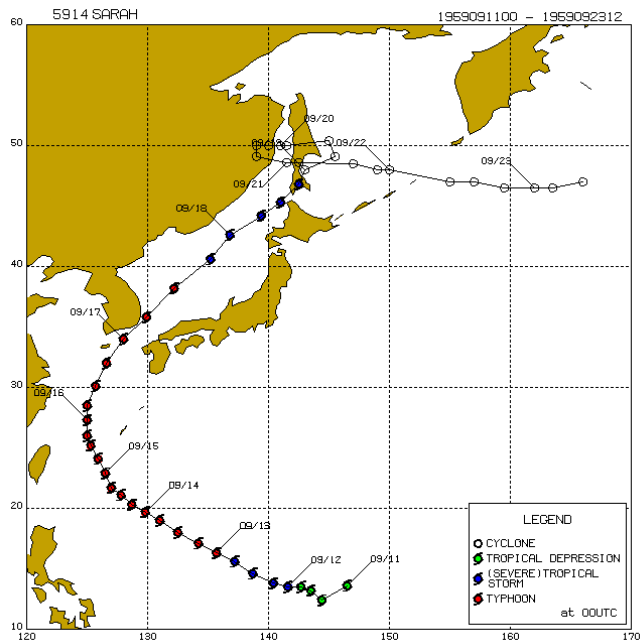 5914 SARAH 1959091100 - 1959092312
60
50
40
30
20
10
120 130 140 150 160 170
09/20
09/19
09/22
09/23
09/21
09/18
09/17
09/16
09/15
09/14
09/13
09/12
09/11
LEGEND
CYCLONE
TROPICAL DEPRESSION
(SEVERE)TROPICAL
STORM
TYPHOON
at 00UTC